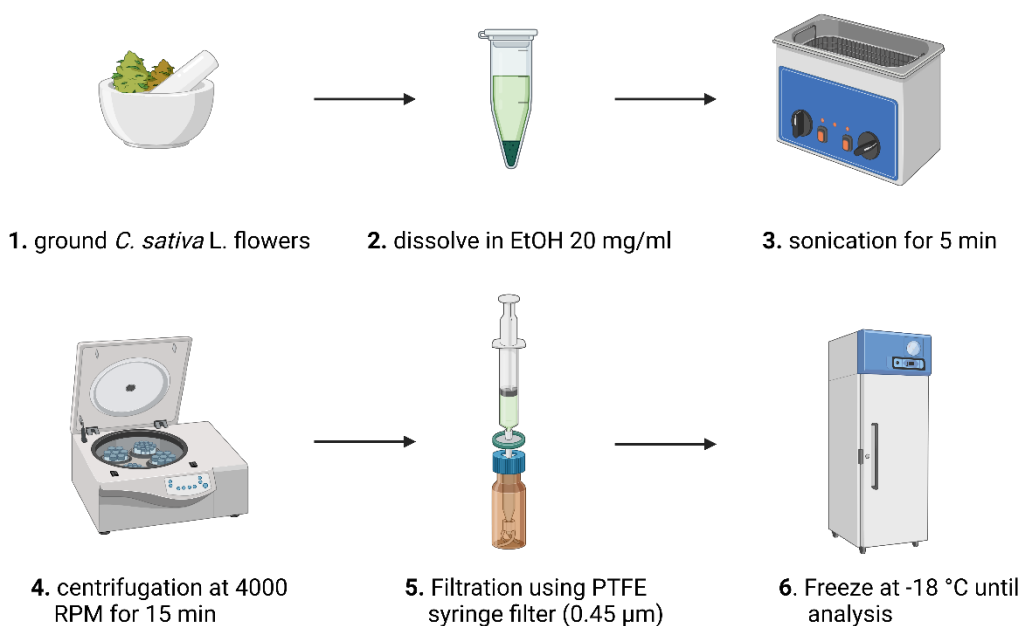 1. ground C. sativa L. flowers
2. dissolve in EtOH 20 mg/ml
3. sonication for 5 min
4. centrifugation at 4000
RPM for 15 min
5. Filtration using PTFE
syringe filter (0.45 µm)
6. Freeze at -18 °C until
analysis